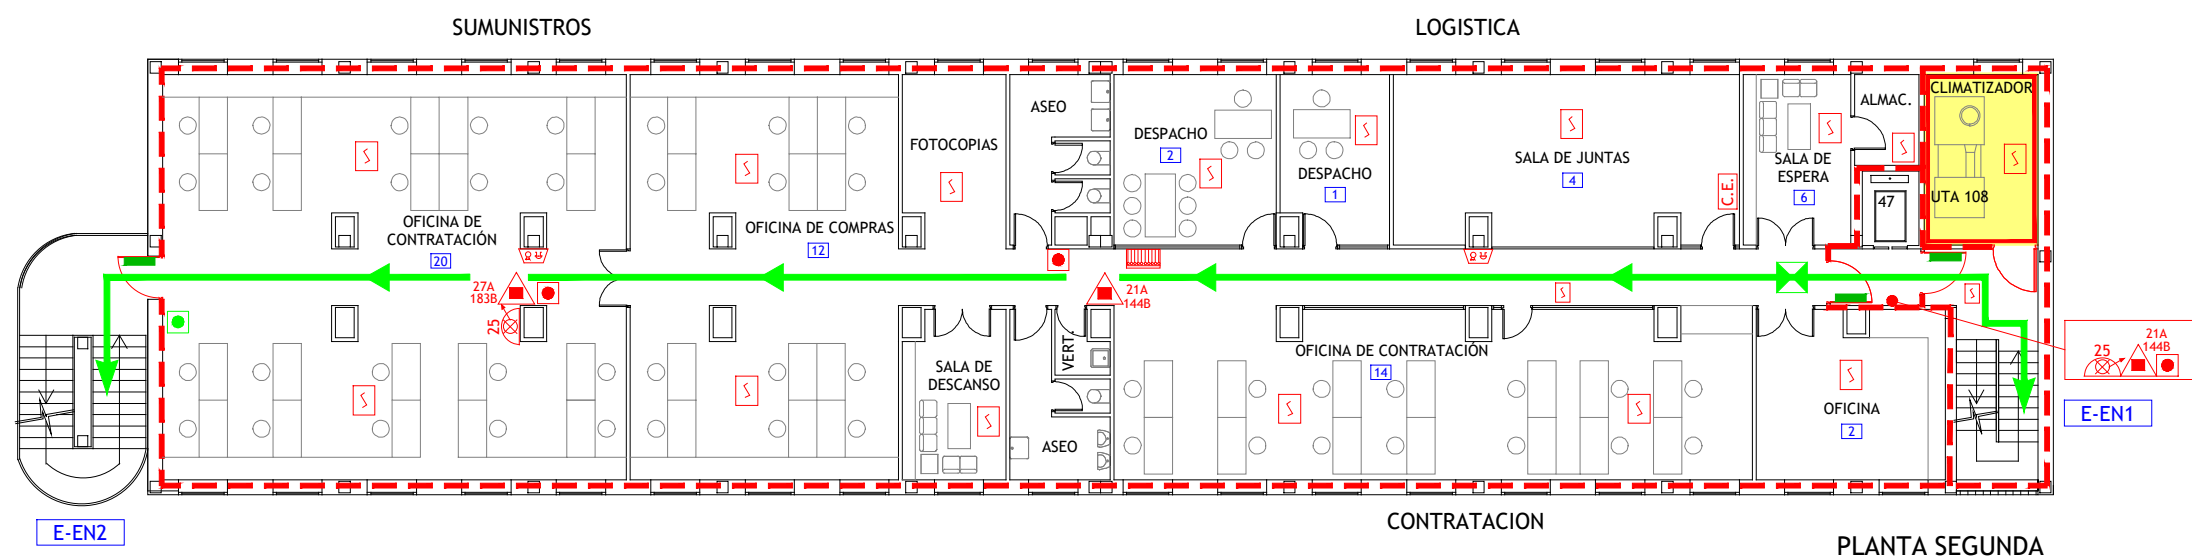 SUMUNISTROS
LOGISTICA
CLIMATIZADOR
ASEO
ALMAC.
DESPACHO
2
FOTOCOPIAS
SALA DE JUNTAS
4
SALA DE
ESPERA
6
DESPACHO
1
C.E.
47
UTA 108
OFICINA DE
CONTRATACIÓN
20
OFICINA DE COMPRAS
12
27A
183B
25
21A
144B
VERT.
SALA DE
DESCANSO
OFICINA DE CONTRATACIÓN
14
21A
144B
25
OFICINA
2
E-EN1
ASEO
CONTRATACION
E-EN2
PLANTA SEGUNDA